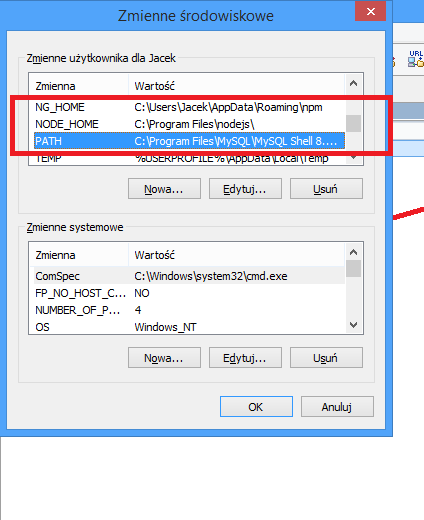 Zmienne środowiskowe
URL
Zmienne użytkownika dla Jacek
Zmienna Wartość
NG_HOME C:\Users\Jacek\AppData\Roaming\npm
NODE_HOME C:\Program Files\nodejs\
PATH C:\Program Files\MySQL\MySQL Shell 8....
TEMP %USERPROFILE%\AppData\Local\Temp
Nowa... Edytuj... Usuń
Zmienne systemowe
Zmienna Wartość
ComSpec C:\Windows\system32\cmd.exe
FP_NO_HOST_C... NO
NUMBER_OF_P... 4
OS Windows_NT
Nowa... Edytuj... Usuń
OK Anuluj